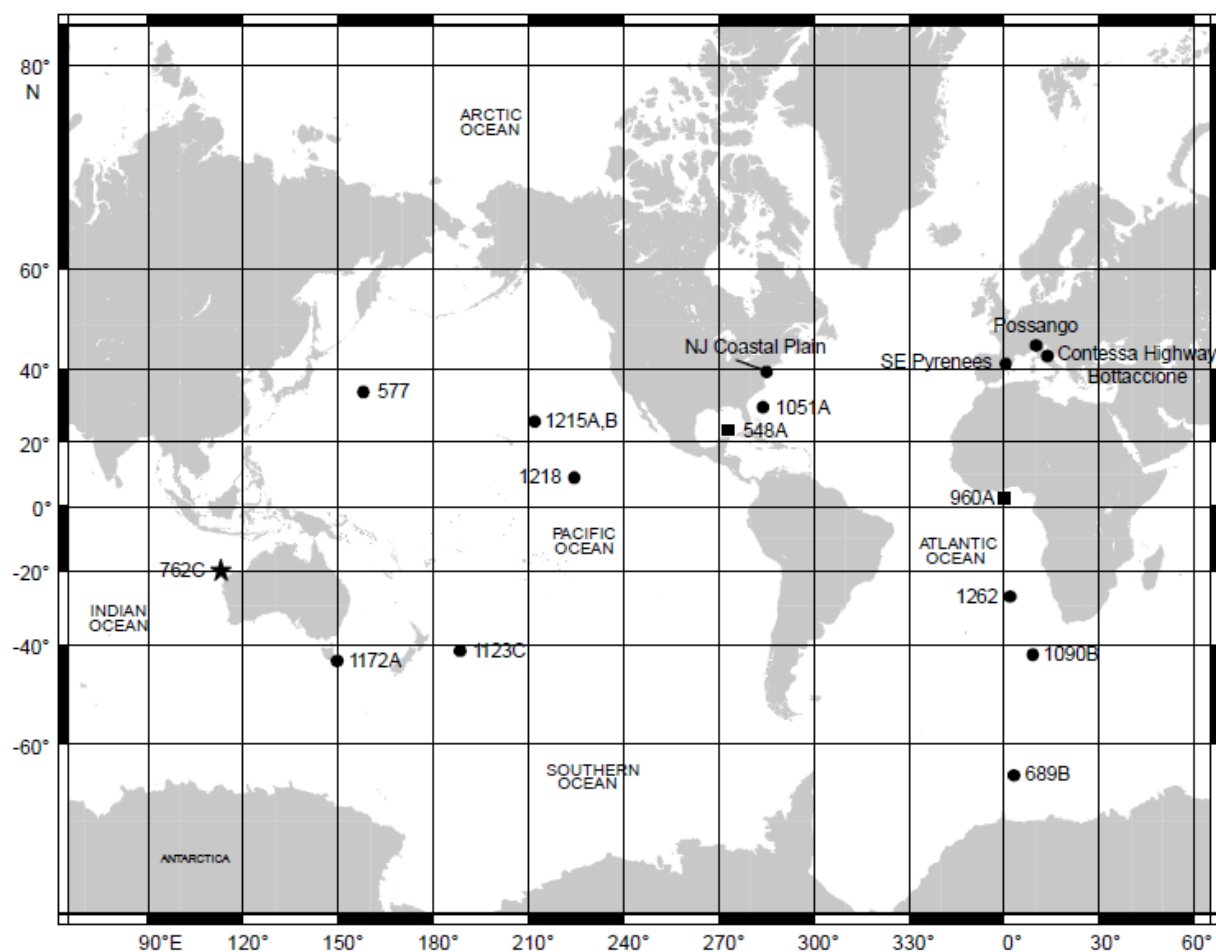 80°
N
ARCTIC
OCEAN
60°
Possango
NJ Coastal Plain
SE Pyrenees
Contessa Highway
Bottaccione
40°
577
1051A
1215A,B
548A
20°
1218
960A
0°
PACIFIC
OCEAN
ATLANTIC
OCEAN
762C
-20°
1262
INDIAN
OCEAN
-40°
1123C
1172A
1090B
-60°
SOUTHERN
OCEAN
689B
ANTARCTICA
90°E 120° 150° 180° 210° 240° 270° 300° 330° 0° 30° 60°